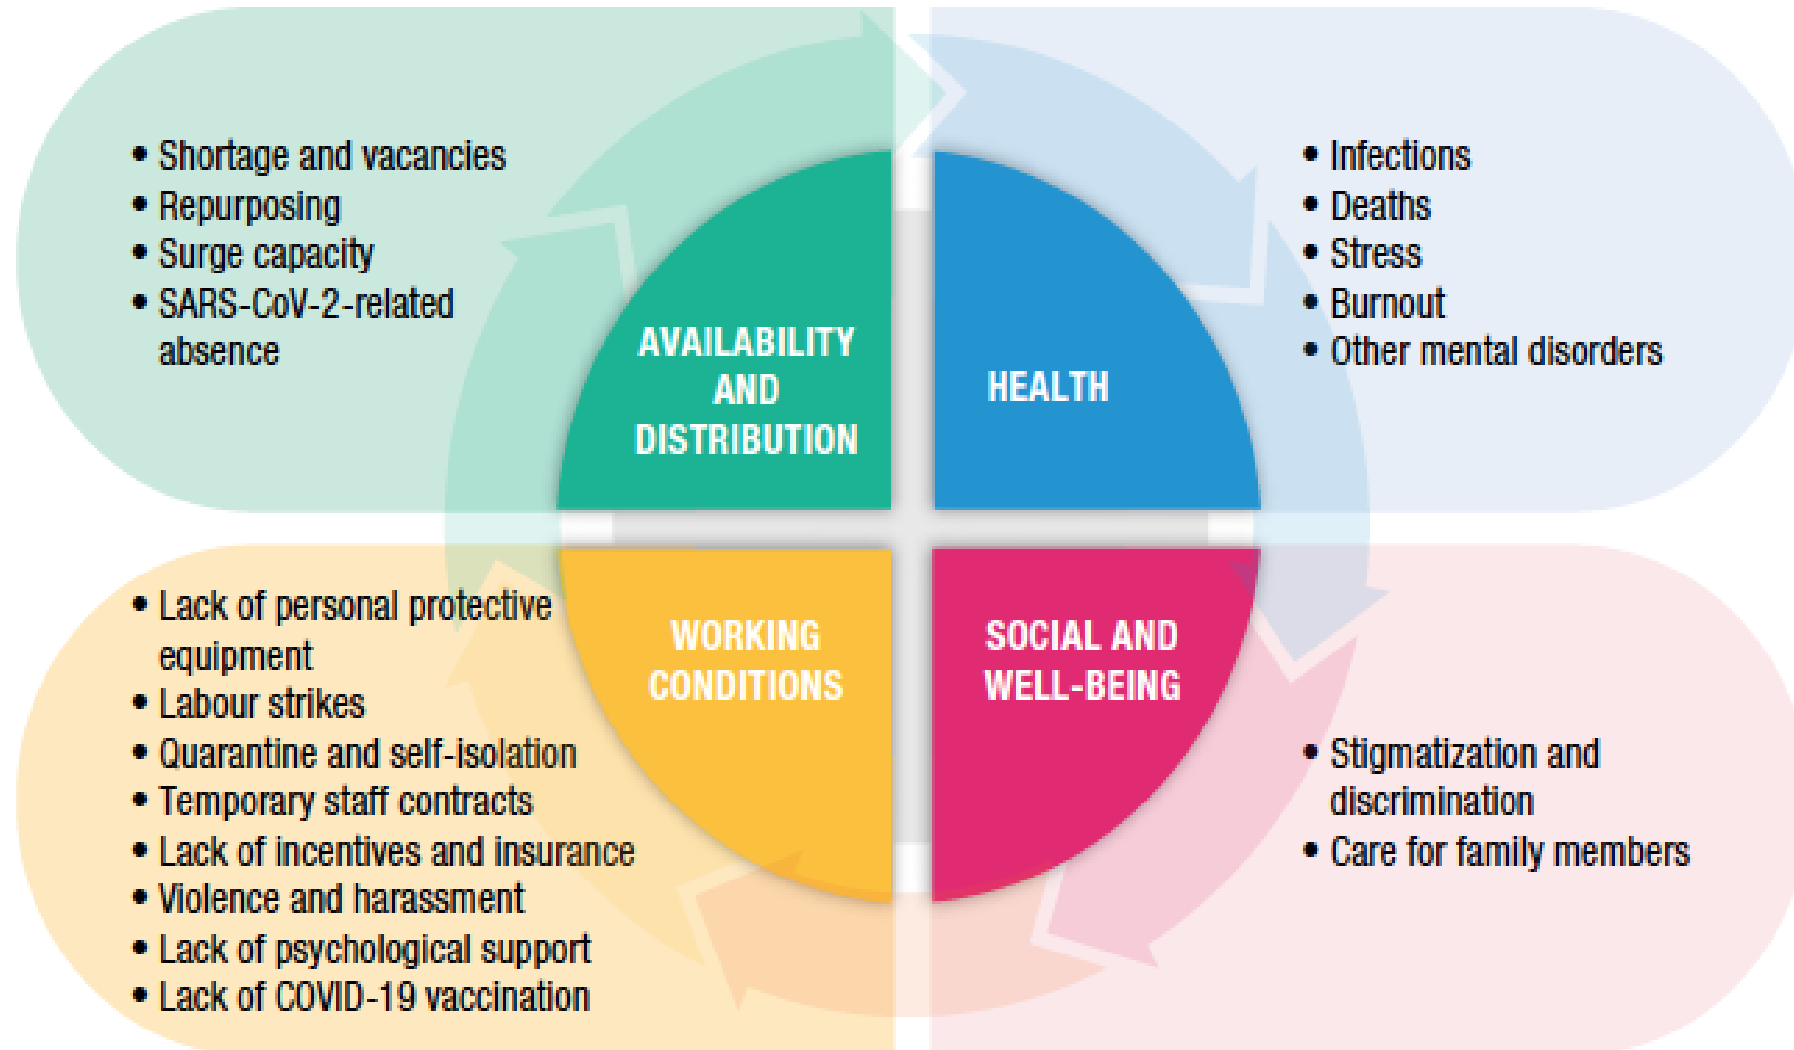 • Shortage and vacancies
• Repurposing
• Surge capacity
• SARS-CoV-2-related
absence
AVAILABILITY
AND
DISTRIBUTION
• Infections
• Deaths
• Stress
• Burnout
• Other mental disorders
HEALTH
• Lack of personal protective
equipment
• Labour strikes
• Quarantine and self-isolation
• Temporary staff contracts
• Lack of incentives and insurance
• Violence and harassment
• Lack of psychological support
• Lack of COVID-19 vaccination
WORKING
CONDITIONS
SOCIAL AND
WELL-BEING
• Stigmatization and
discrimination
• Care for family members